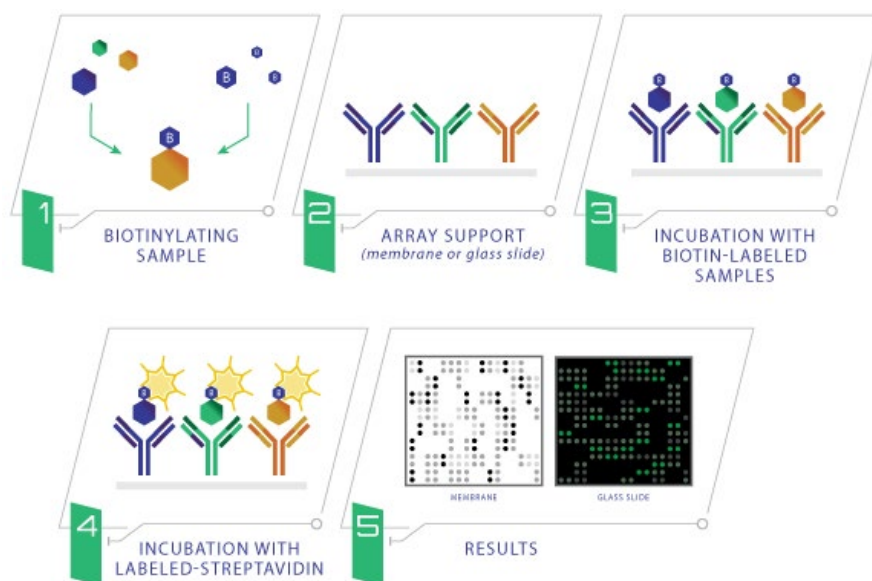 B
B
B
B
1
BIOTINYLATING
SAMPLE
2
ARRAY SUPPORT
(membrane or glass slide)
B
B
B
3
INCUBATION WITH
BIOTIN-LABELED
SAMPLES
B
B
B
4
INCUBATION WITH
LABELED-STREPTAVIDIN
MEMBRANE
GLASS SLIDE
5
RESULTS